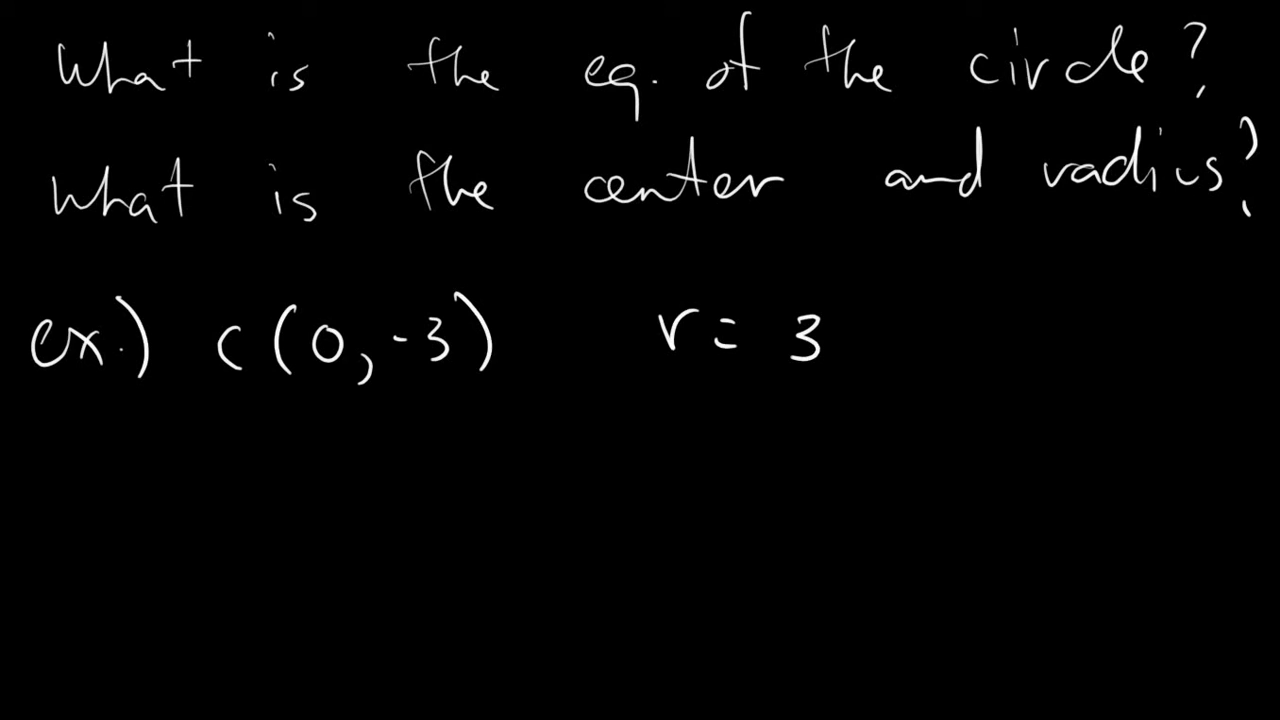 What is the eq. of the circle?
What is the center and radius?
ex.) C(0, -3) r = 3